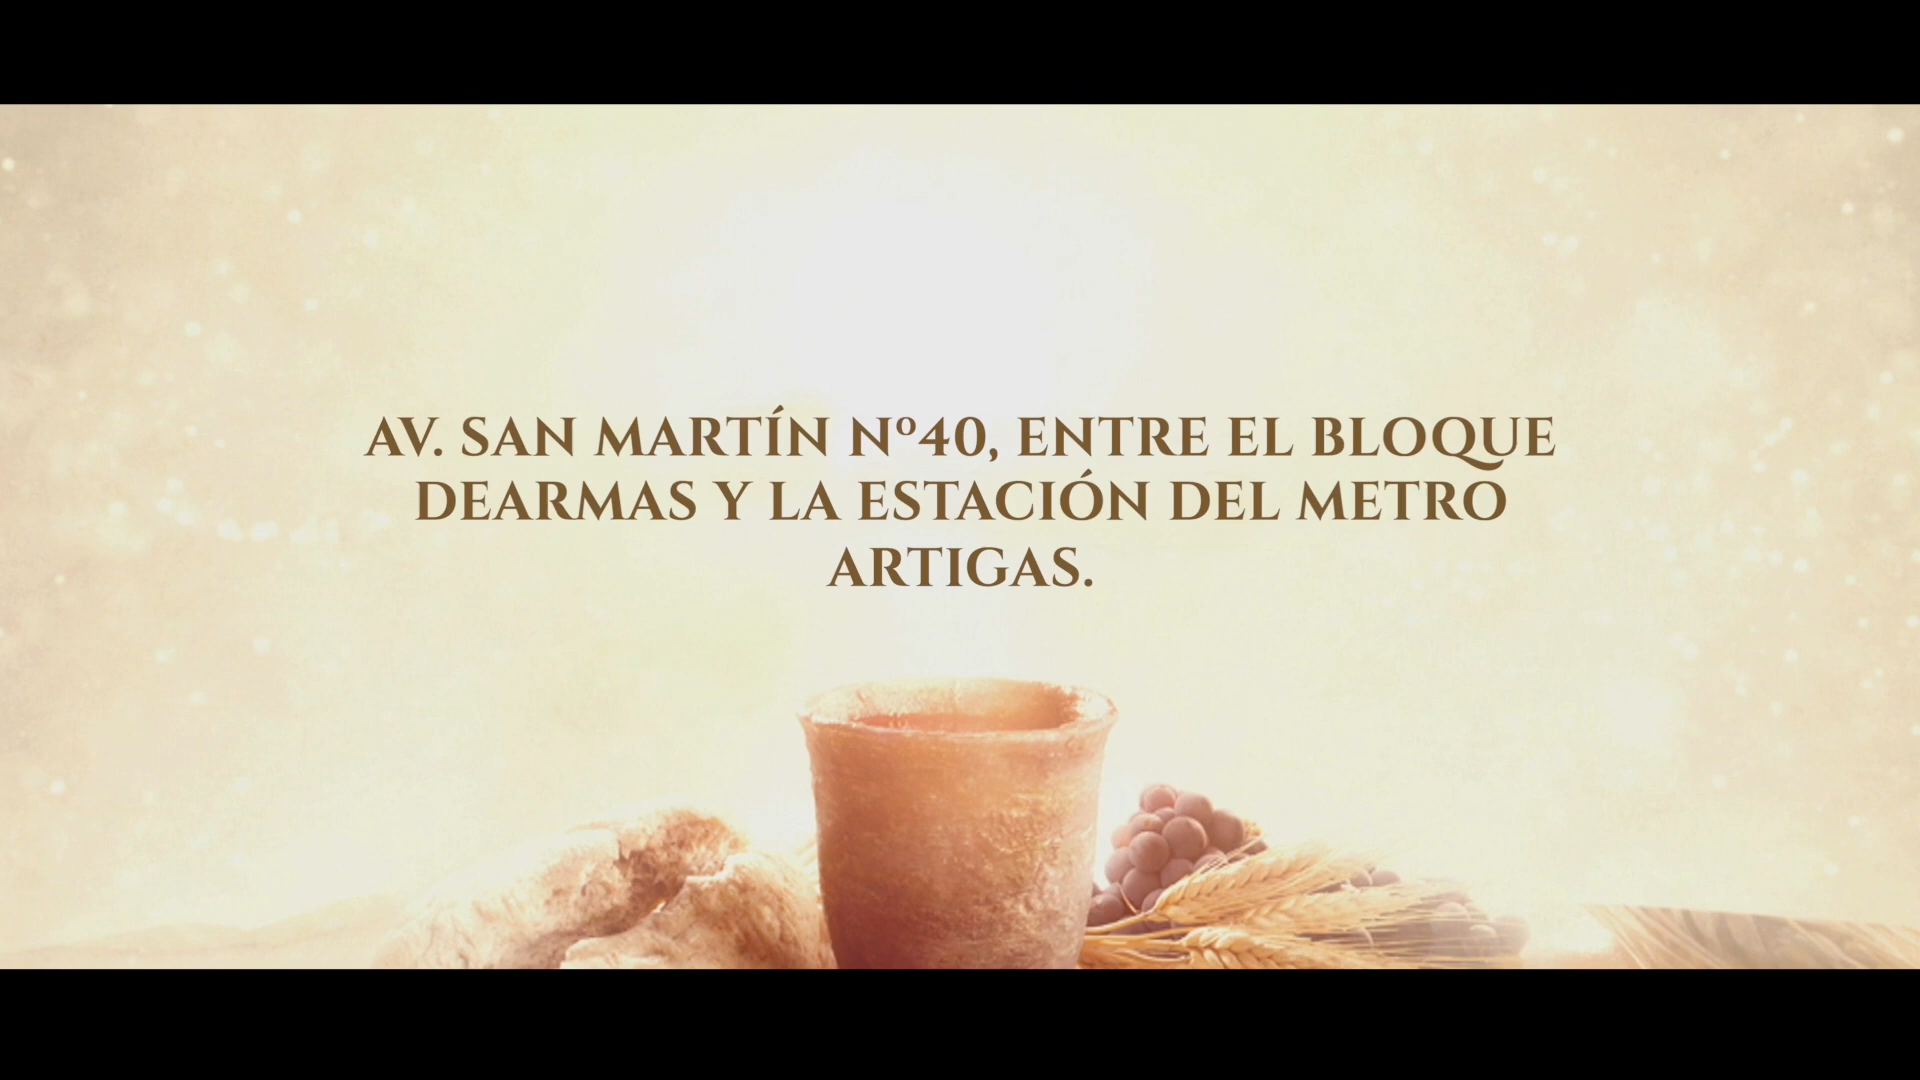 AV. SAN MARTÍN Nº40, ENTRE EL BLOQUE
DEARMAS Y LA ESTACIÓN DEL METRO
ARTIGAS.